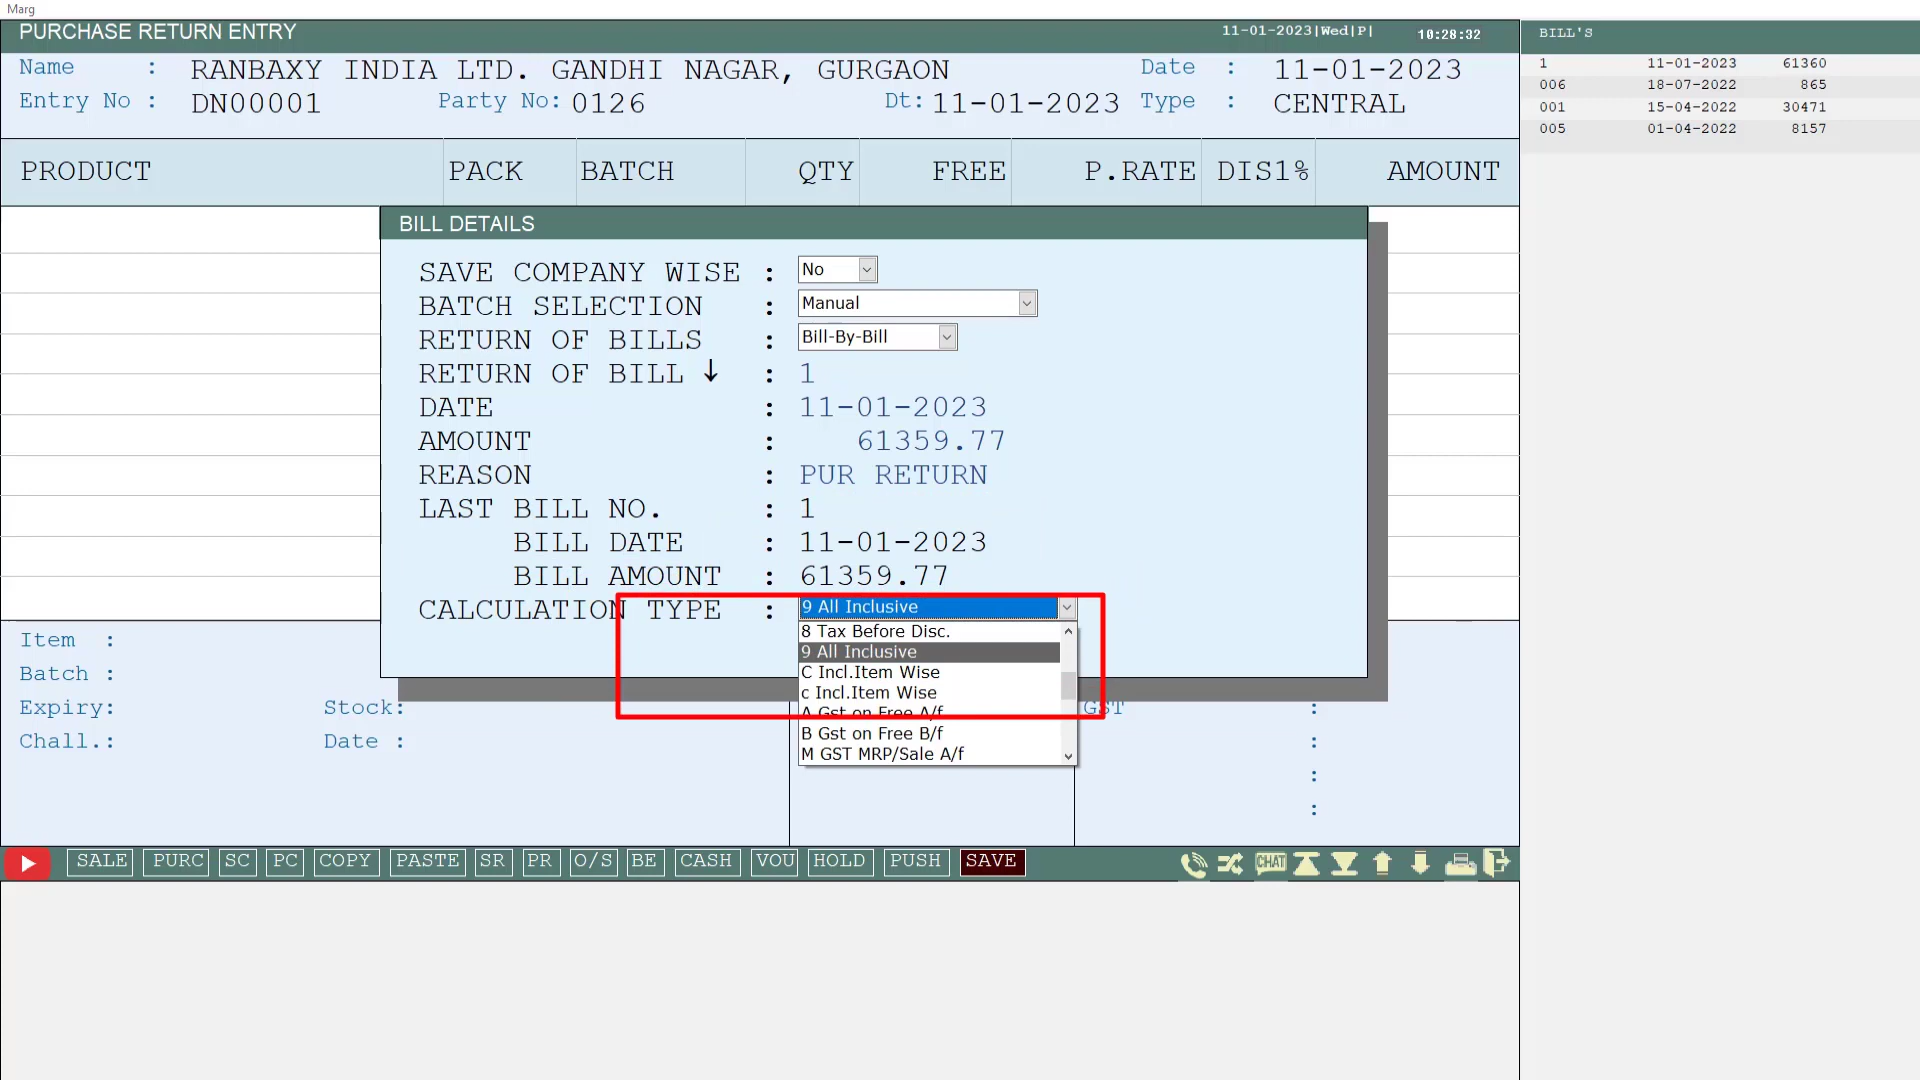 Marg
PURCHASE RETURN ENTRY 11-01-2023|Wed|P| 10:28:32 BILL'S
Name : RANBAXY INDIA LTD. GANDHI NAGAR, GURGAON Date : 11-01-2023
Entry No : DN00001 Party No: 0126 Dt: 11-01-2023 Type : CENTRAL
1 11-01-2023 61360
006 18-07-2022 865
001 15-04-2022 30471
005 01-04-2022 8157
PRODUCT PACK BATCH QTY FREE P.RATE DIS1% AMOUNT
BILL DETAILS
SAVE COMPANY WISE : No
BATCH SELECTION : Manual
RETURN OF BILLS : Bill-By-Bill
RETURN OF BILL ↓ : 1
DATE : 11-01-2023
AMOUNT : 61359.77
REASON : PUR RETURN
LAST BILL NO. : 1
BILL DATE : 11-01-2023
BILL AMOUNT : 61359.77
CALCULATION TYPE : 9 All Inclusive
8 Tax Before Disc.
9 All Inclusive
C Incl.Item Wise
c Incl.Item Wise
A Gst on Free A/f
B Gst on Free B/f
M GST MRP/Sale A/f
Item :
Batch :
Expiry: Stock: GST :
Chall.: Date : :
:
:
SALE PURC SC PC COPY PASTE SR PR O/S BE CASH VOU HOLD PUSH SAVE CHAT